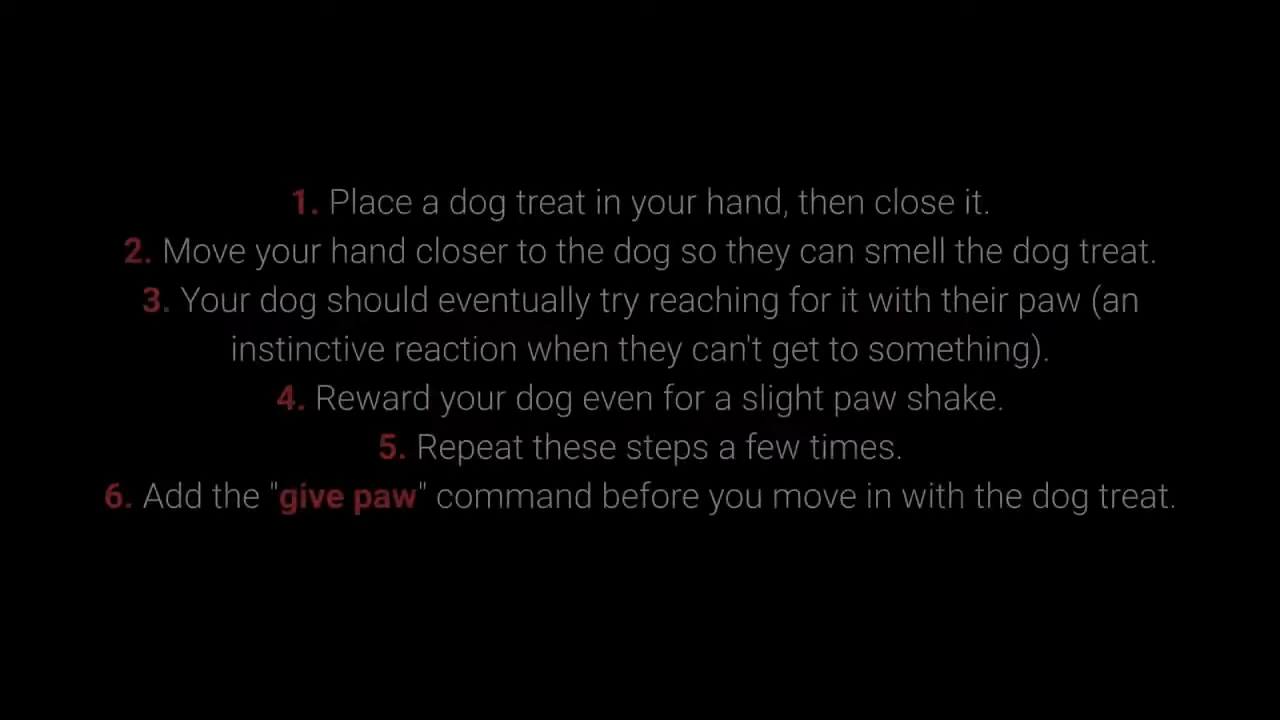 1. Place a dog treat in your hand, then close it.
2. Move your hand closer to the dog so they can smell the dog treat.
3. Your dog should eventually try reaching for it with their paw (an
instinctive reaction when they can't get to something).
4. Reward your dog even for a slight paw shake.
5. Repeat these steps a few times.
6. Add the "give paw" command before you move in with the dog treat.